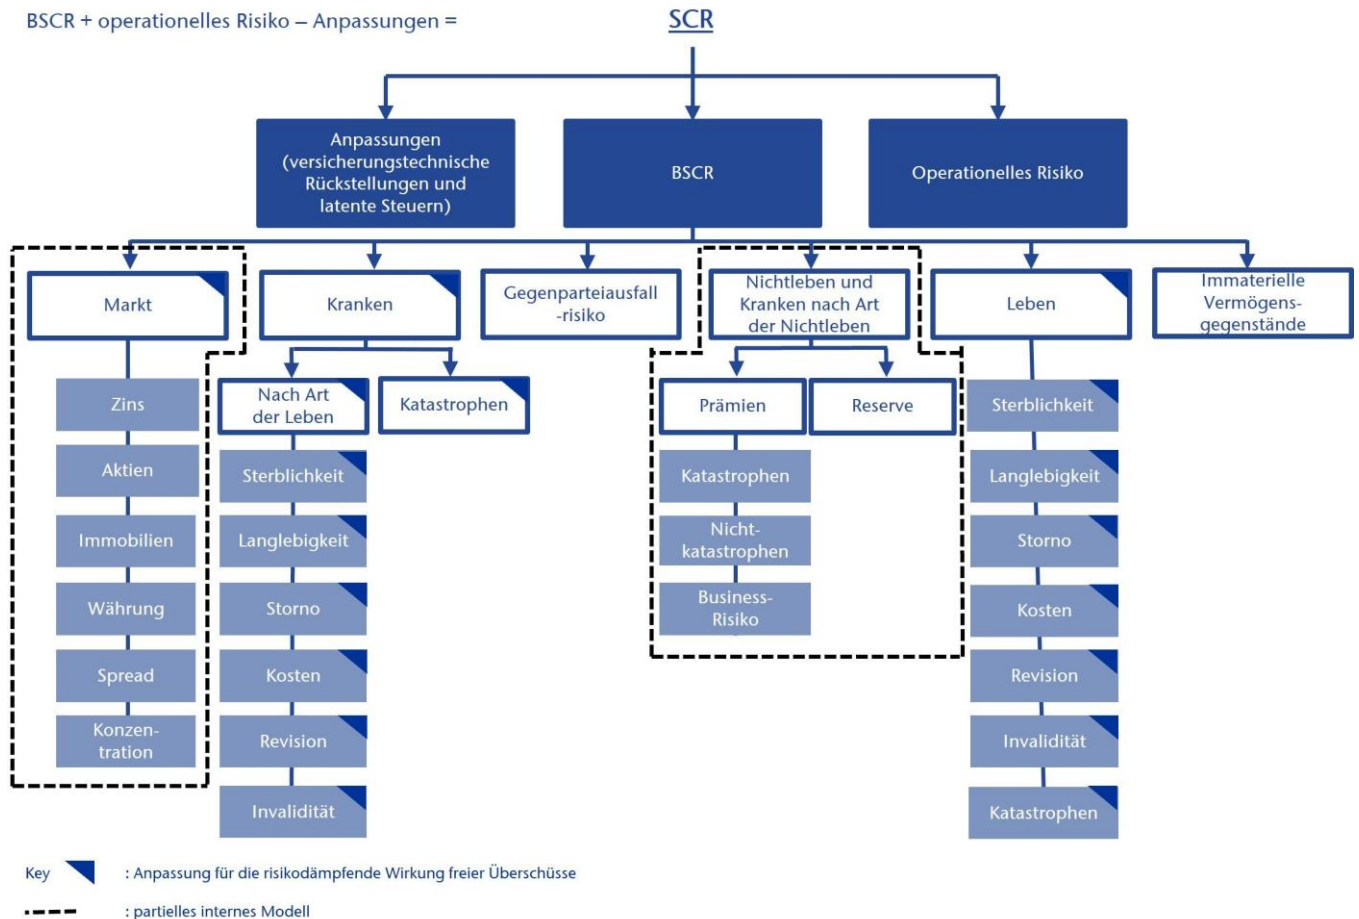 BSCR + operationelles Risiko – Anpassungen =
SCR
Anpassungen
(versicherungstechnische
Rückstellungen und
latente Steuern)
BSCR
Operationelles Risiko
Markt
Kranken
Gegenparteiausfall
-risiko
Nichtleben und
Kranken nach Art
der Nichtleben
Leben
Immaterielle
Vermögens-
gegenstände
Zins
Aktien
Immobilien
Währung
Spread
Konzen-
tration
Nach Art
der Leben
Katastrophen
Sterblichkeit
Langlebigkeit
Storno
Kosten
Revision
Invalidität
Prämien
Reserve
Katastrophen
Nicht-
katastrophen
Business-
Risiko
Sterblichkeit
Langlebigkeit
Storno
Kosten
Revision
Invalidität
Katastrophen
Key : Anpassung für die risikodämpfende Wirkung freier Überschüsse
: partielles internes Modell